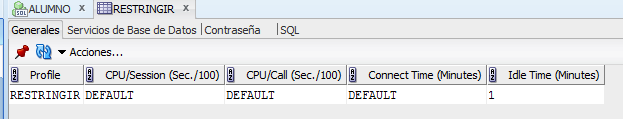 ALUMNO RESTRINGIR
Generales Servicios de Base de Datos Contraseña SQL
Acciones...
Profile CPU/Session (Sec./100) CPU/Call (Sec./100) Connect Time (Minutes) Idle Time (Minutes)
RESTRINGIR DEFAULT DEFAULT DEFAULT 1